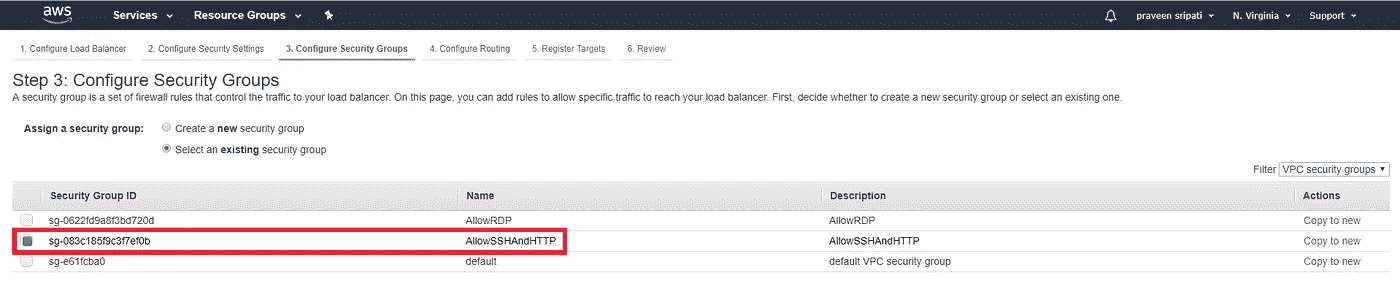 aws Services Resource Groups praveen sripati N. Virginia Support
1. Configure Load Balancer 2. Configure Security Settings 3. Configure Security Groups 4. Configure Routing 5. Register Targets 6. Review
Step 3: Configure Security Groups
A security group is a set of firewall rules that control the traffic to your load balancer. On this page, you can add rules to allow specific traffic to reach your load balancer. First, decide whether to create a new security group or select an existing one.
Assign a security group: Create a new security group
Select an existing security group
Filter VPC security groups
Security Group ID Name Description Actions
sg-0622fd9a8f3bd720d AllowRDP AllowRDP Copy to new
sg-083c185f9c3f7ef0b AllowSSHAndHTTP AllowSSHAndHTTP Copy to new
sg-e61fcba0 default default VPC security group Copy to new